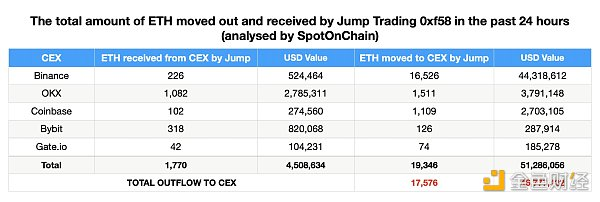 The total amount of ETH moved out and received by Jump Trading 0xf58 in the past 24 hours
(analysed by SpotOnChain)
CEX ETH received from CEX by Jump USD Value ETH moved to CEX by Jump USD Value
Binance 226 524,464 16,526 44,318,612
OKX 1,082 2,785,311 1,511 3,791,148
Coinbase 102 274,560 1,109 2,703,105
Bybit 318 820,068 126 287,914
Gate.io 42 104,231 74 185,278
Total 1,770 4,508,634 19,346 51,286,056
TOTAL OUTFLOW TO CEX 17,576
金色财经